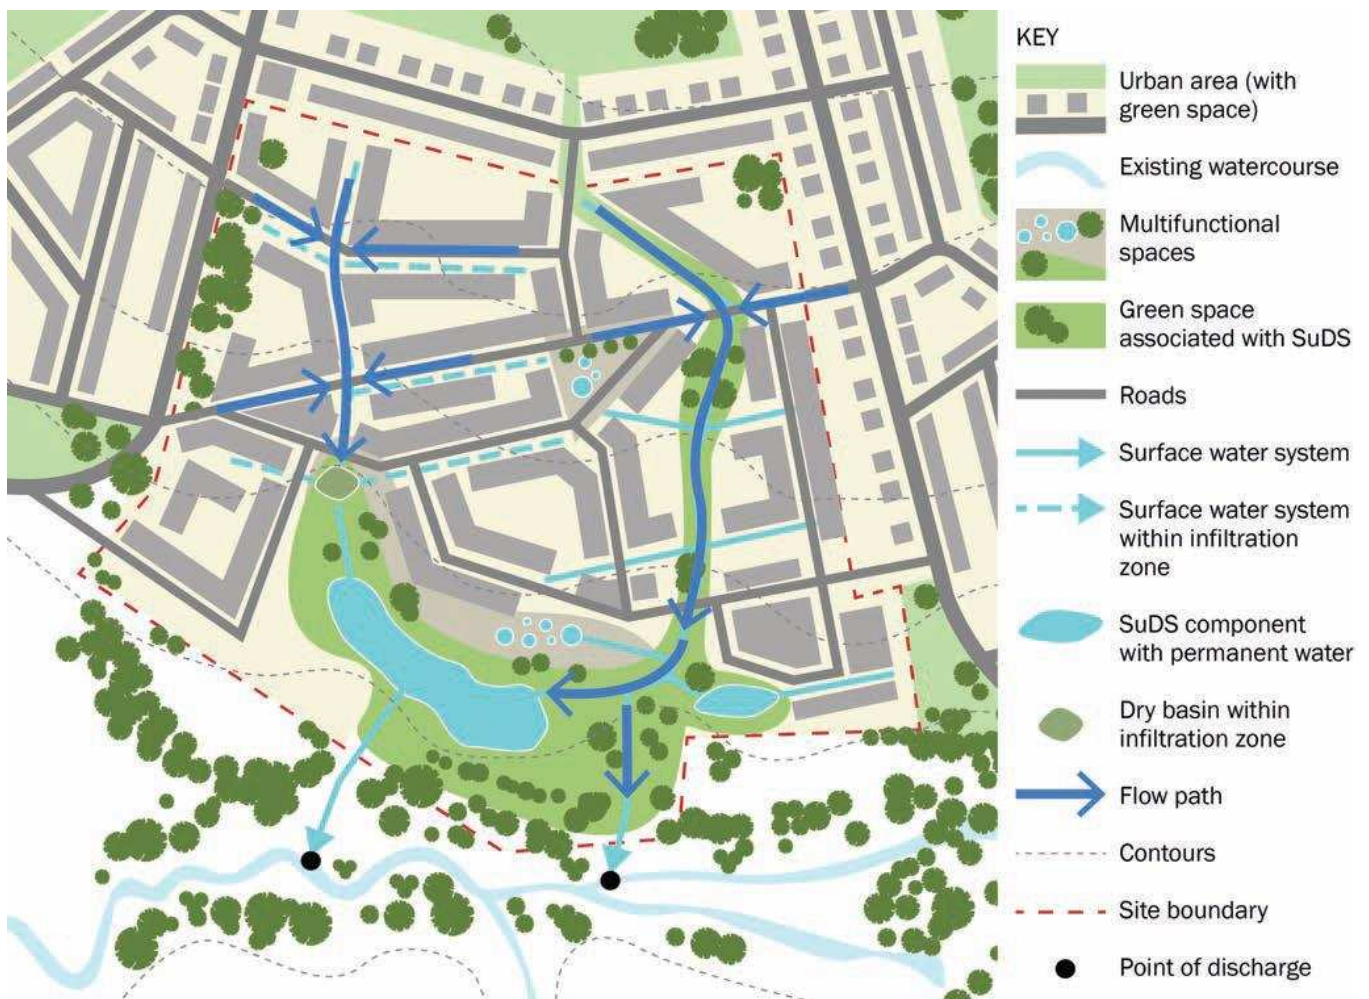 KEY
Urban area (with
green space)
Existing watercourse
Multifunctional
spaces
Green space
associated with SuDS
Roads
Surface water system
Surface water system
within infiltration
zone
SuDS component
with permanent water
Dry basin within
infiltration zone
Flow path
Contours
Site boundary
Point of discharge